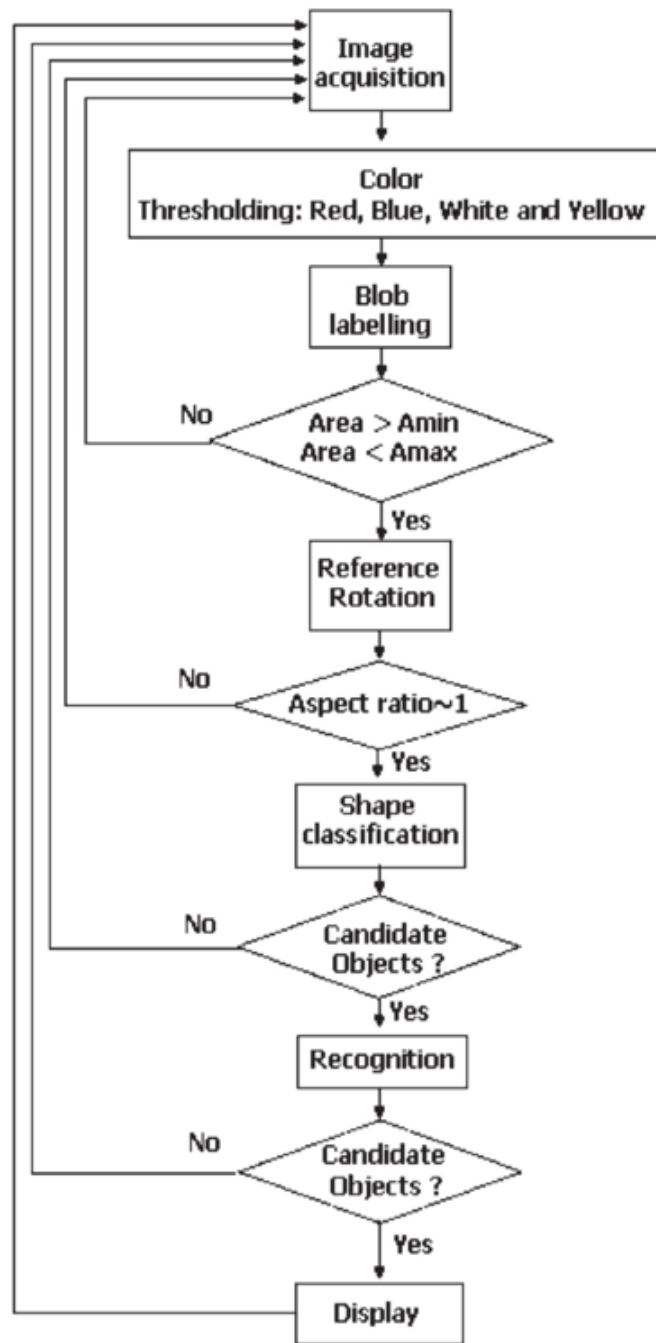 Image
acquisition
Color
Thresholding: Red, Blue, White and Yellow
Blob
labelling
No
Area > Amin
Area < Amax
Yes
Reference
Rotation
No
Aspect ratio~1
Yes
Shape
classification
No
Candidate
Objects ?
Yes
Recognition
No
Candidate
Objects ?
Yes
Display